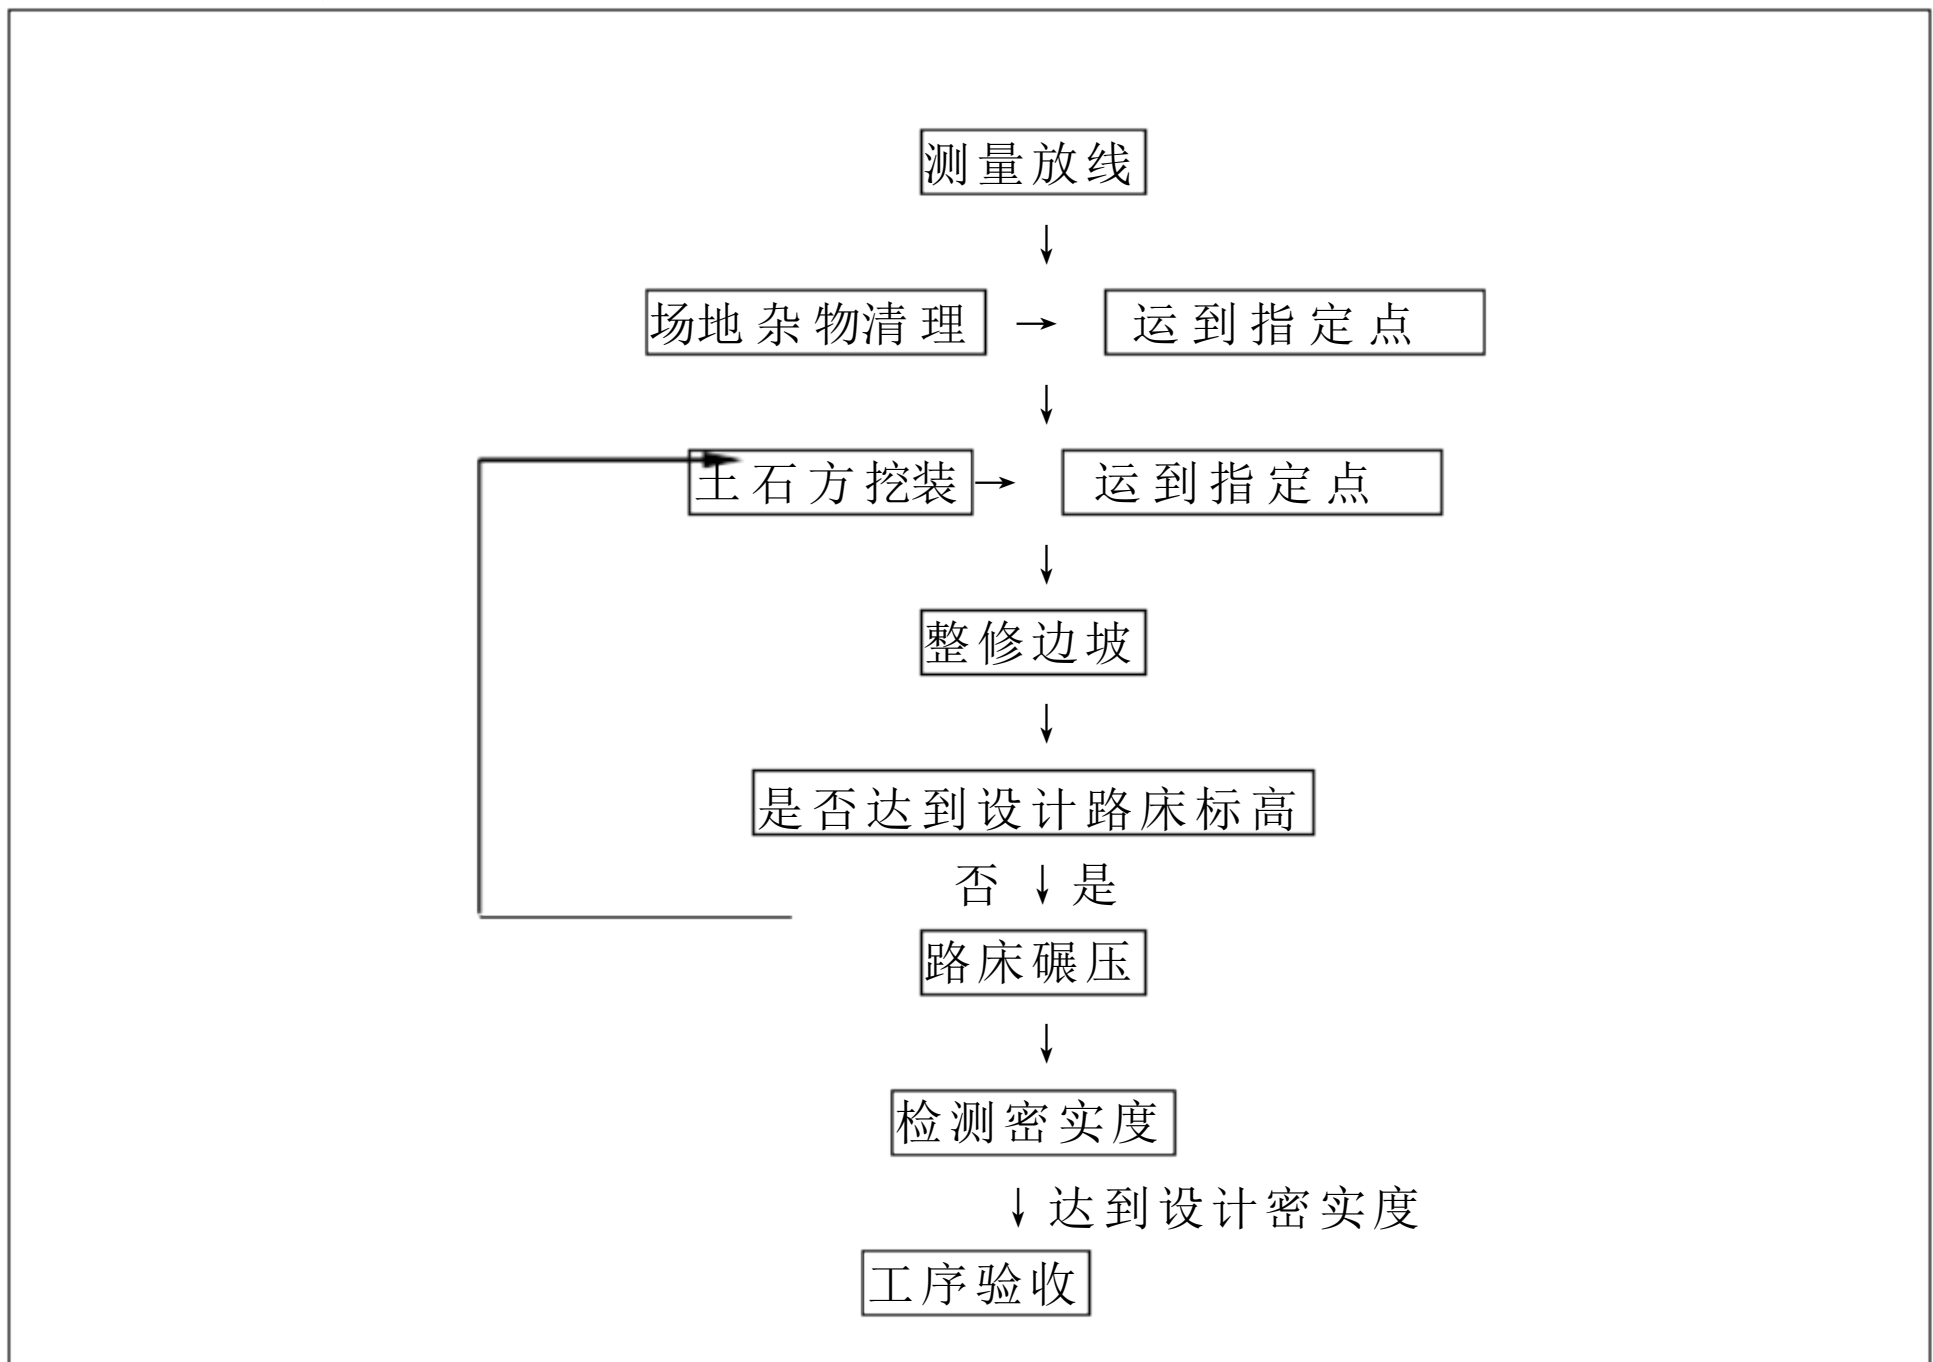 测量放线
↓
场地杂物清理 → 运到指定点
↓
土石方挖装 → 运到指定点
↓
整修边坡
↓
是否达到设计路床标高
否 ↓ 是
路床碾压
↓
检测密实度
↓ 达到设计密实度
工序验收